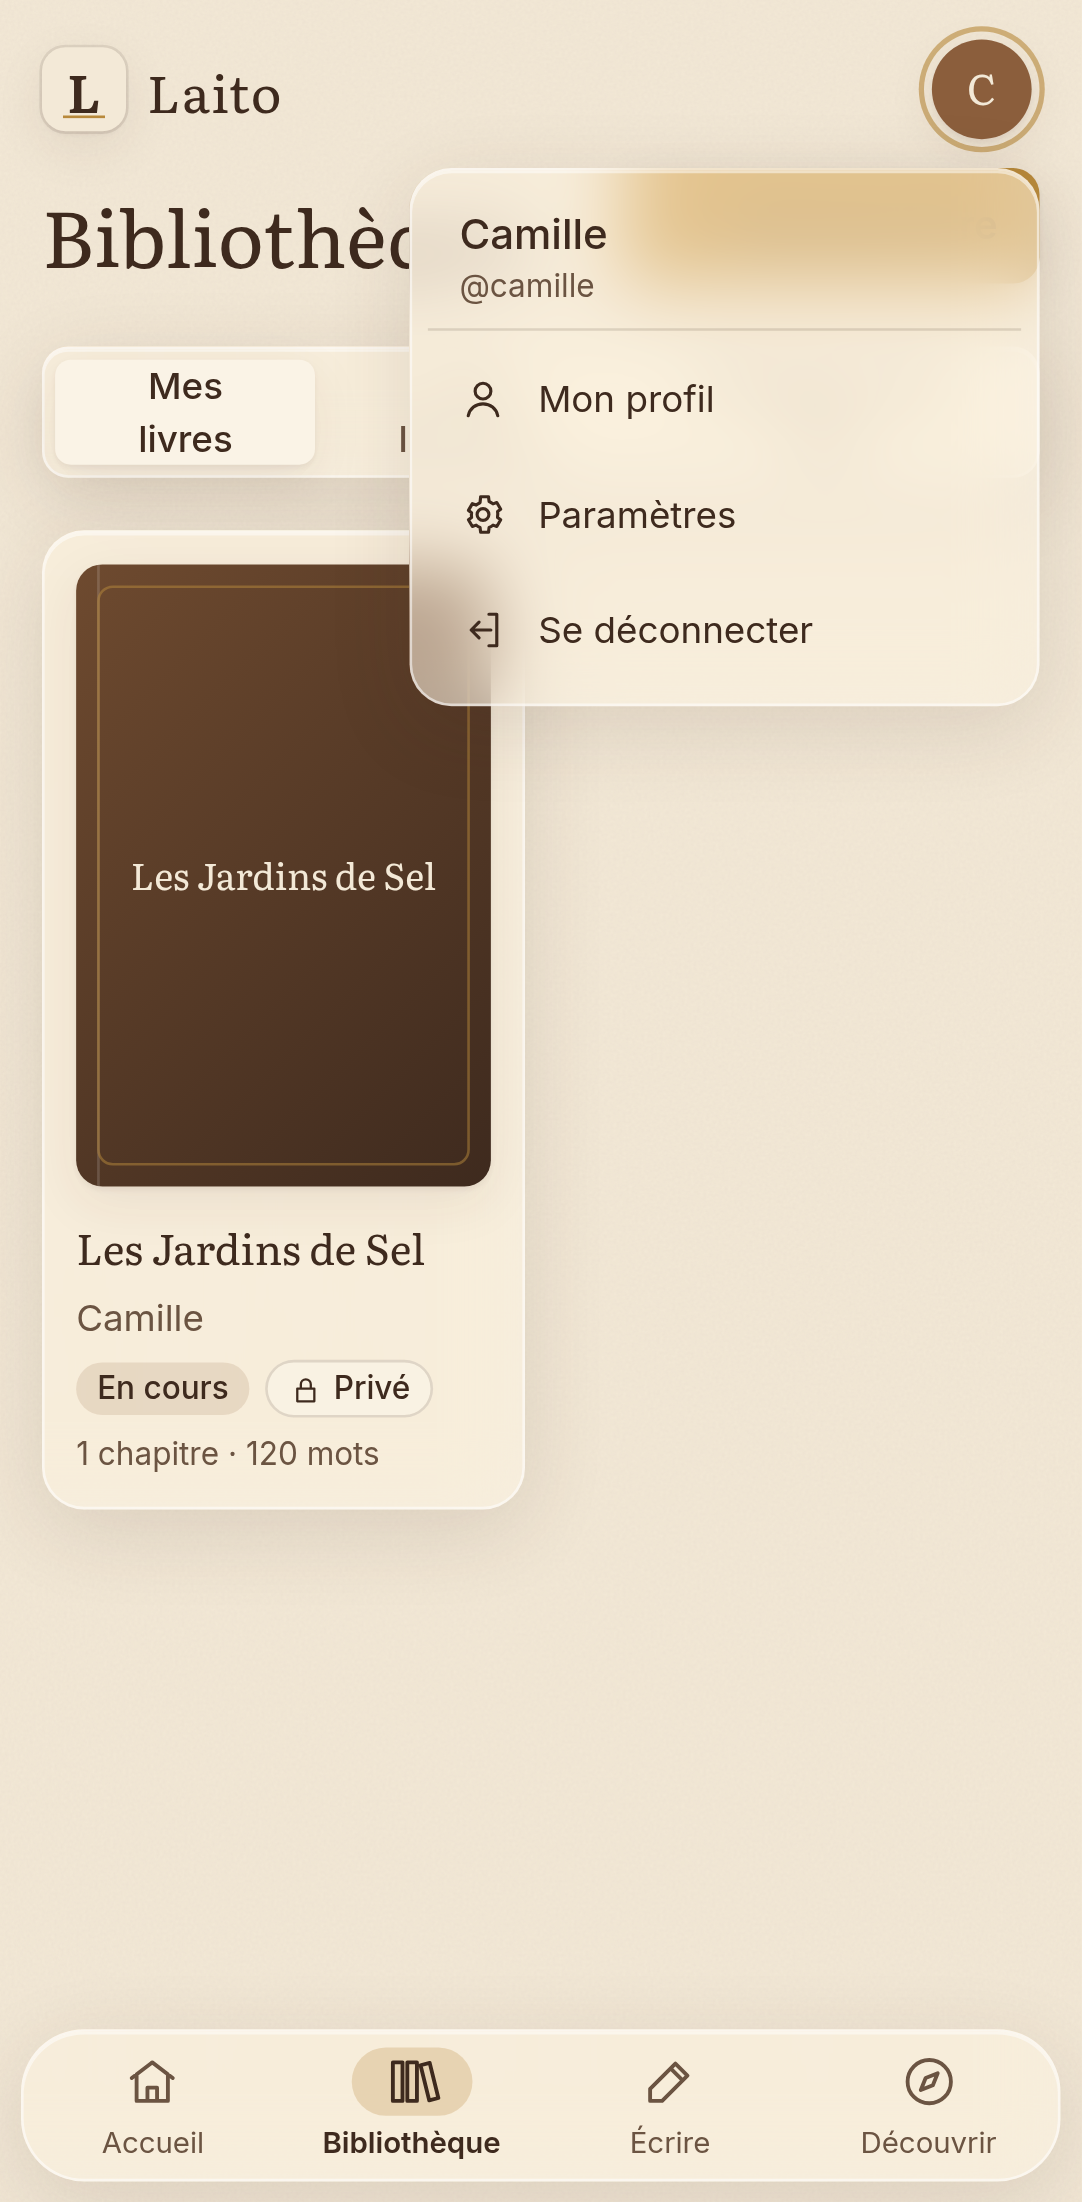 L Laito
C
Bibliothè
Camille
@camille
Mes
livres
Mon profil
Paramètres
Se déconnecter
Les Jardins de Sel
Les Jardins de Sel
Camille
En cours
Privé
1 chapitre · 120 mots
Accueil
Bibliothèque
Écrire
Découvrir